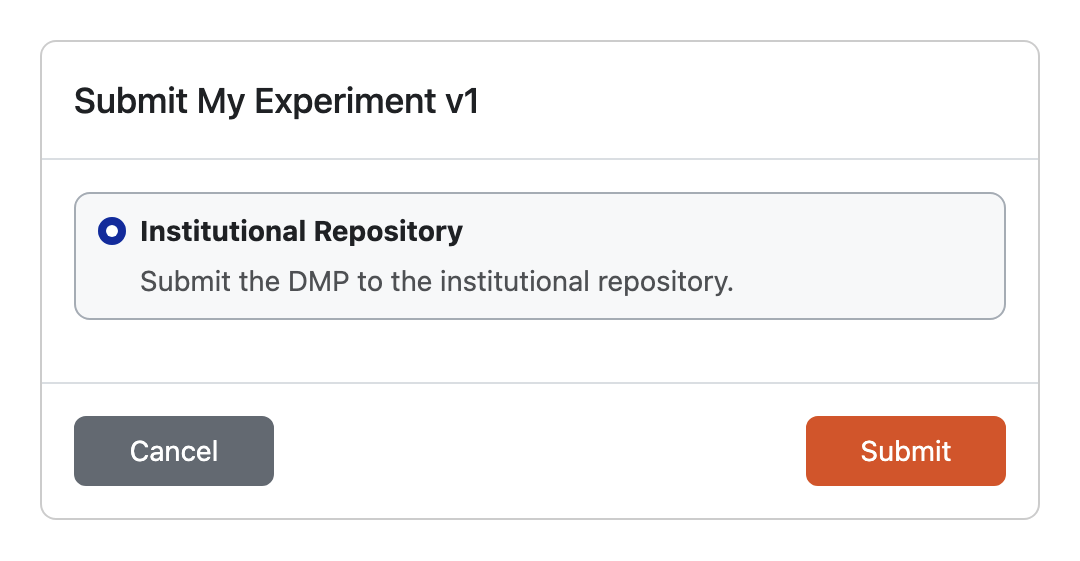 Submit My Experiment v1
Institutional Repository
Submit the DMP to the institutional repository.
Cancel
Submit